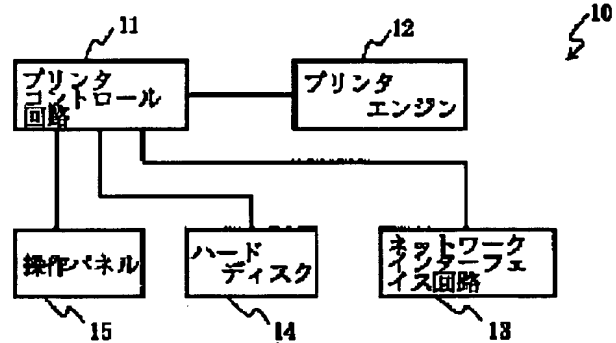 10
11
12
プリンタ
コントロール
回路
プリンタ
エンジン
操作パネル
ハード
ディスク
ネットワーク
インターフェ
イス回路
15
14
13